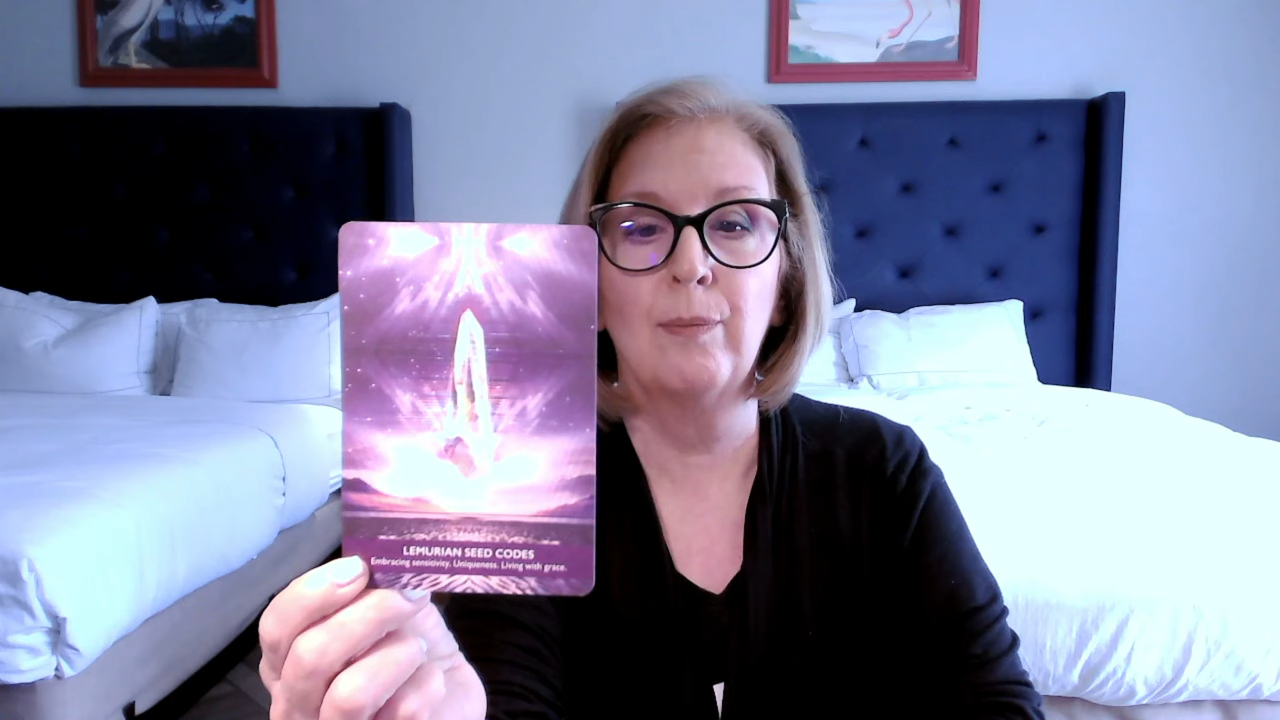 LEMURIAN SEED CODES
Embracing sensitivity. Uniqueness. Living with grace.